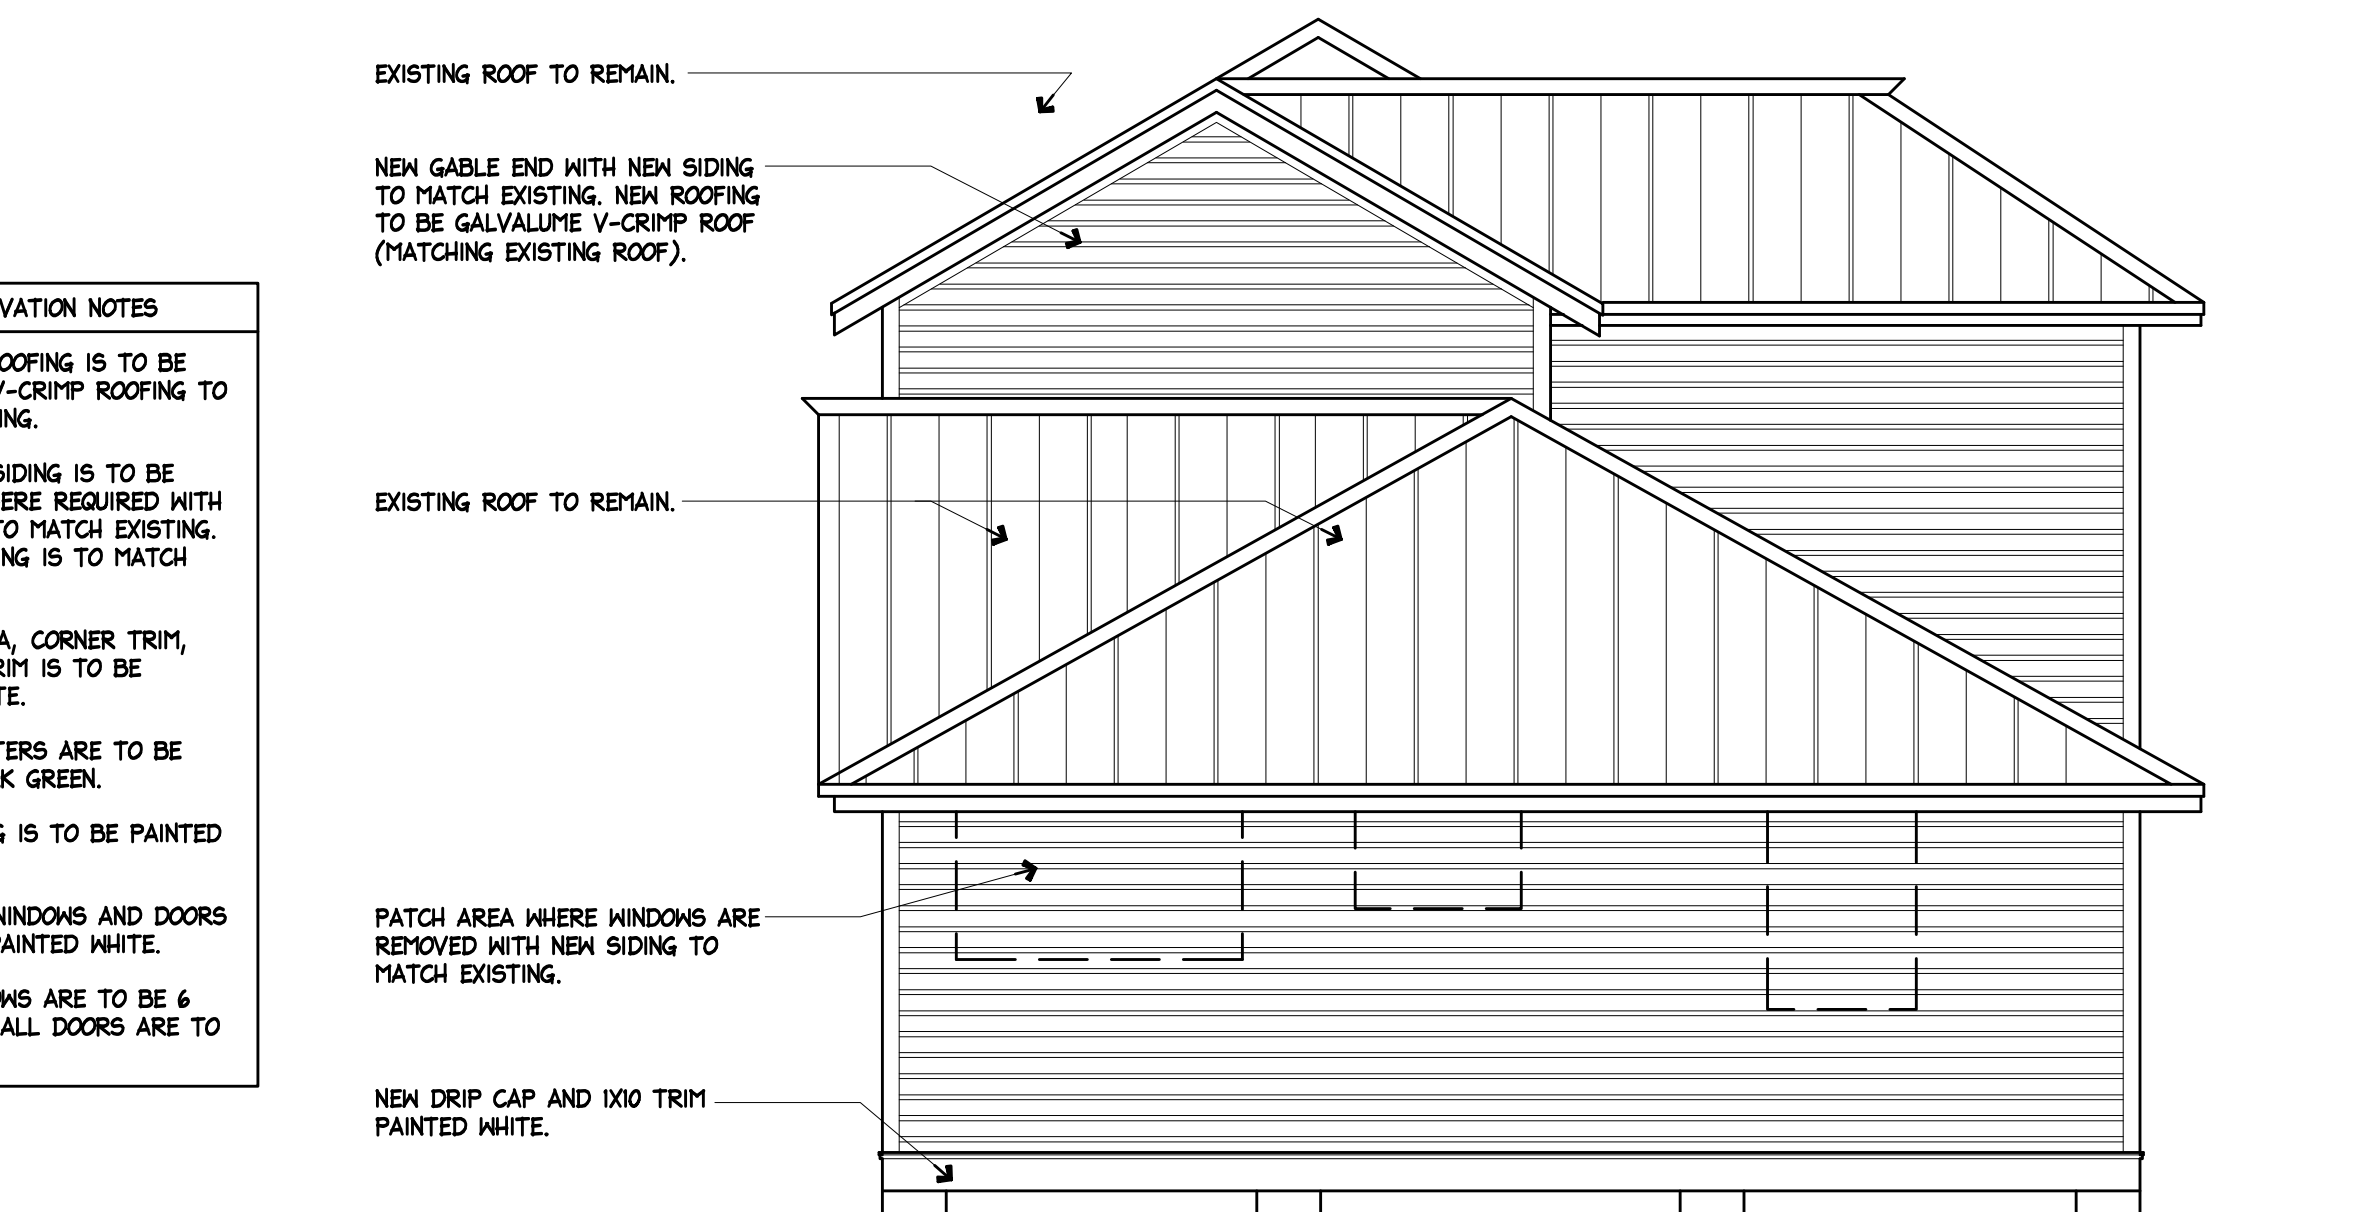 VATION NOTES
OOFING IS TO BE
V-CRIMP ROOFING TO
ING.
SIDING IS TO BE
ERE REQUIRED WITH
TO MATCH EXISTING.
NG IS TO MATCH
A, CORNER TRIM,
RIM IS TO BE
TE.
TERS ARE TO BE
K GREEN.
G IS TO BE PAINTED
WINDOWS AND DOORS
PAINTED WHITE.
OWS ARE TO BE 6
ALL DOORS ARE TO
EXISTING ROOF TO REMAIN.
NEW GABLE END WITH NEW SIDING
TO MATCH EXISTING. NEW ROOFING
TO BE GALVALUME V-CRIMP ROOF
(MATCHING EXISTING ROOF).
EXISTING ROOF TO REMAIN.
PATCH AREA WHERE WINDOWS ARE
REMOVED WITH NEW SIDING TO
MATCH EXISTING.
NEW DRIP CAP AND 1X10 TRIM
PAINTED WHITE.